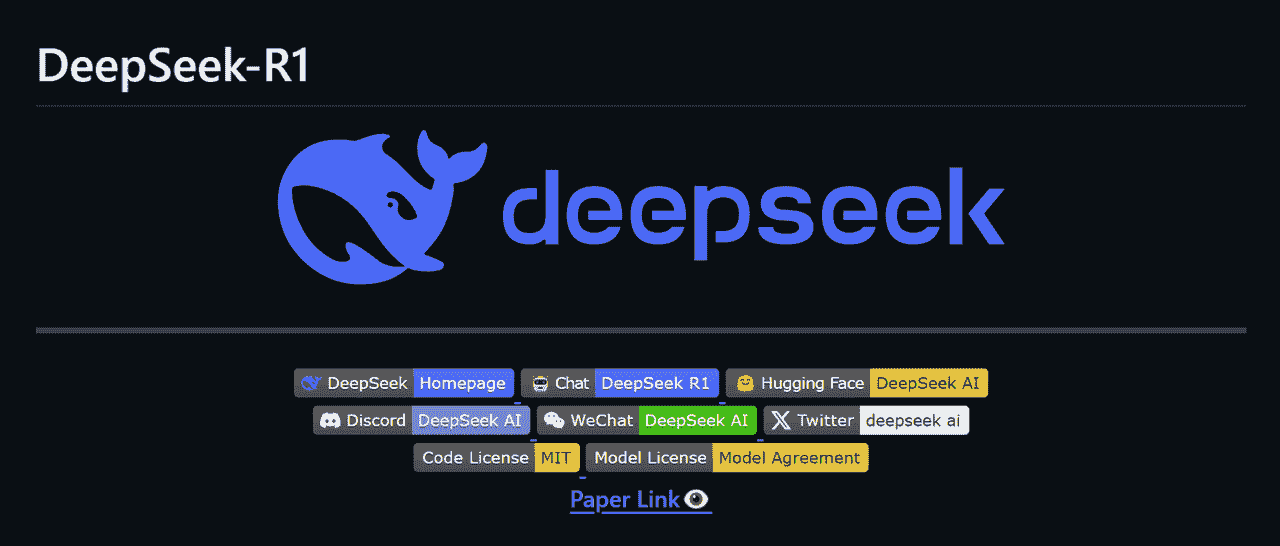 DeepSeek-R1
deepseek
DeepSeek Homepage Chat DeepSeek R1 Hugging Face DeepSeek AI
Discord DeepSeek AI WeChat DeepSeek AI Twitter deepseek ai
Code License MIT Model License Model Agreement
Paper Link